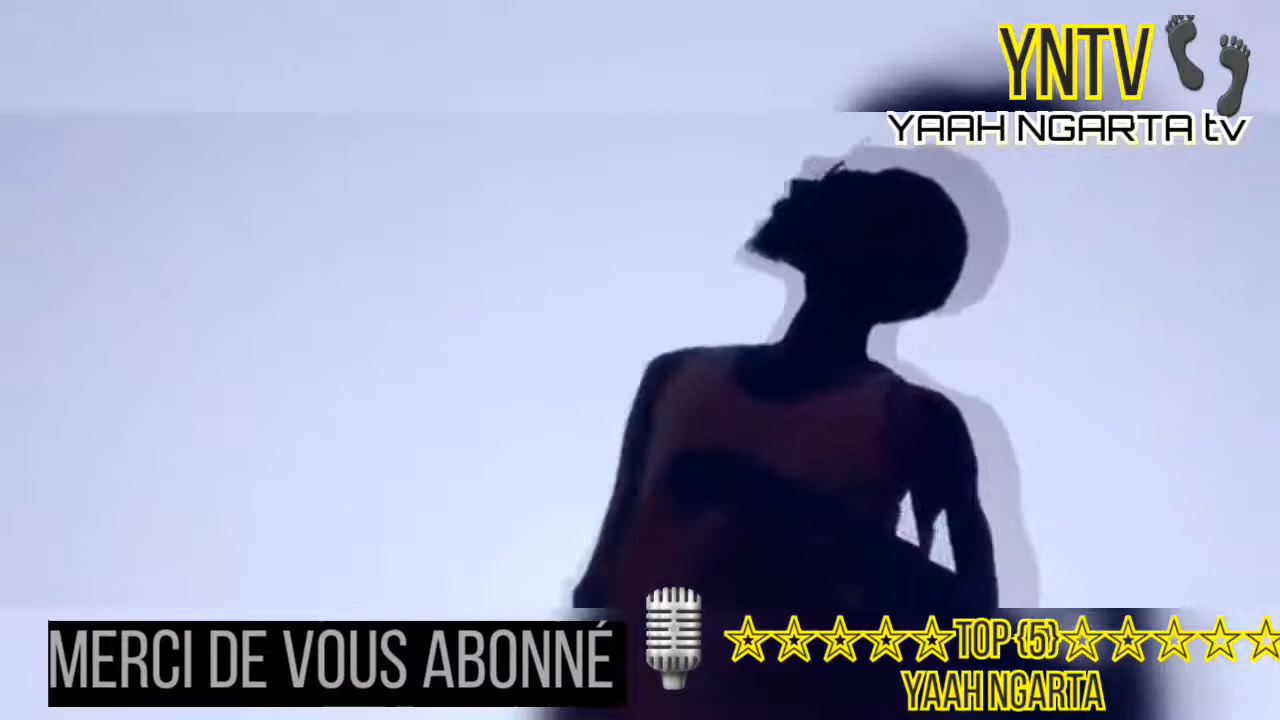 YNTV
YAAH NGARTA tv
MERCI DE VOUS ABONNÉ
TOP {5}
YAAH NGARTA